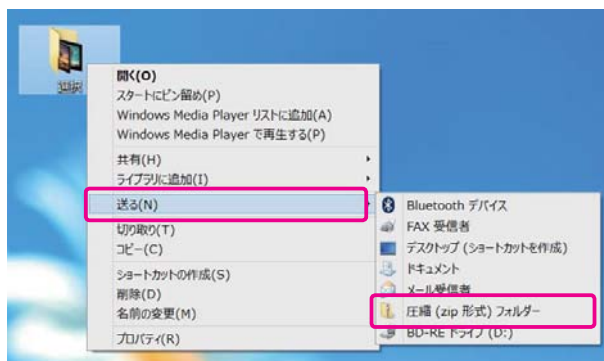 選択
開く(O)
スタートにピン留め(P)
Windows Media Player リストに追加(A)
Windows Media Player で再生する(P)
共有(H)
ライブラリに追加(I)
送る(N)
切り取り(T)
コピー(C)
ショートカットの作成(S)
削除(D)
名前の変更(M)
プロパティ(R)
Bluetooth デバイス
FAX 受信者
デスクトップ (ショートカットを作成)
ドキュメント
メール受信者
圧縮 (zip 形式) フォルダー
BD-RE ドライブ (D:)